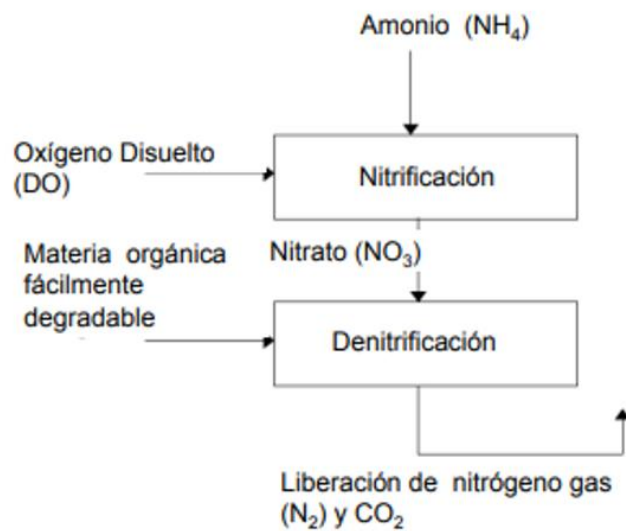 Amonio (NH₄)
Oxígeno Disuelto
(DO)
Nitrificación
Materia orgánica
fácilmente
degradable
Nitrato (NO₃)
Denitrificación
Liberación de nitrógeno gas
(N₂) y CO₂